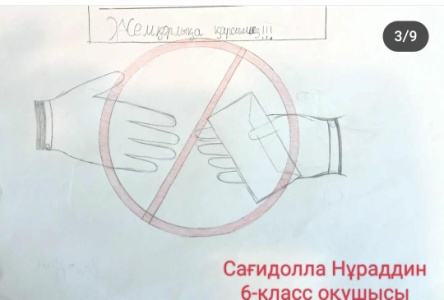 Жемқорлыққа қарсымыз!!!
3/9
Сағидолла Нұраддин
6-класс оқушысы